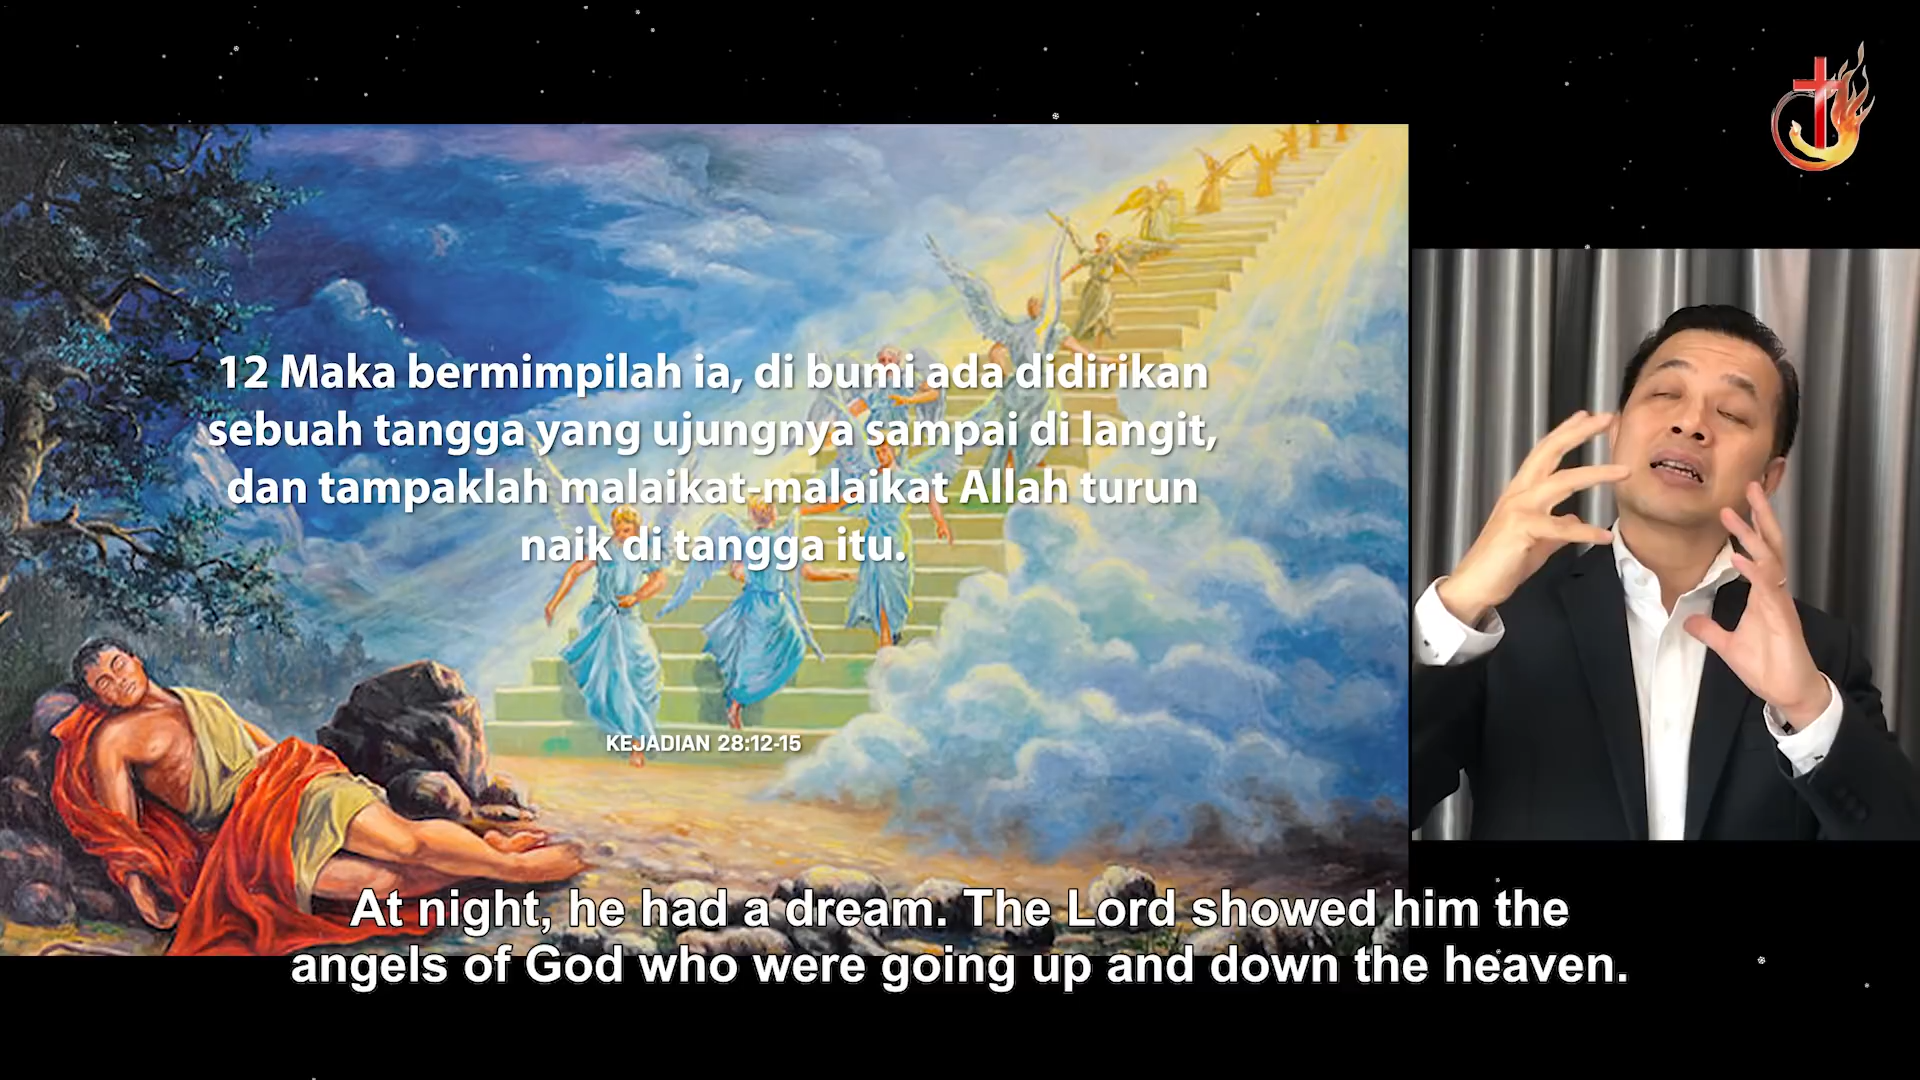 12 Maka bermimpilah ia, di bumi ada didirikan
sebuah tangga yang ujungnya sampai di langit,
dan tampaklah malaikat-malaikat Allah turun
naik di tangga itu.
KEJADIAN 28:12-15
At night, he had a dream. The Lord showed him the
angels of God who were going up and down the heaven.